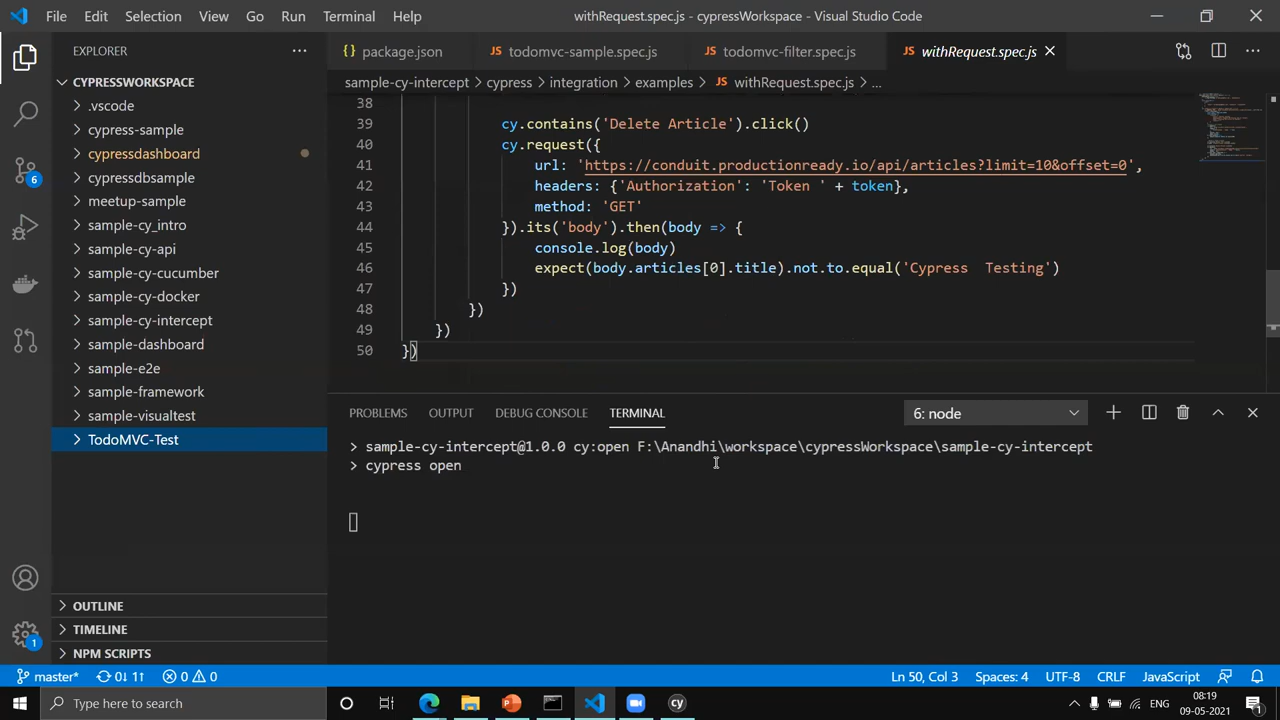 File Edit Selection View Go Run Terminal Help
withRequest.spec.js - cypressWorkspace - Visual Studio Code
EXPLORER
CYPRESSWORKSPACE
.vscode
cypress-sample
cypressdashboard
cypressdbsample
meetup-sample
sample-cy_intro
sample-cy-api
sample-cy-cucumber
sample-cy-docker
sample-cy-intercept
sample-dashboard
sample-e2e
sample-framework
sample-visualtest
TodoMVC-Test
OUTLINE
TIMELINE
NPM SCRIPTS
6
1
{} package.json JS todomvc-sample.spec.js JS todomvc-filter.spec.js JS withRequest.spec.js
sample-cy-intercept > cypress > integration > examples > JS withRequest.spec.js > ...
38
39 cy.contains('Delete Article').click()
40 cy.request({
41 url: 'https://conduit.productionready.io/api/articles?limit=10&offset=0',
42 headers: {'Authorization': 'Token ' + token},
43 method: 'GET'
44 }).its('body').then(body => {
45 console.log(body)
46 expect(body.articles[0].title).not.to.equal('Cypress  Testing')
47 })
48 })
49 })
50 })
PROBLEMS OUTPUT DEBUG CONSOLE TERMINAL 6: node
> sample-cy-intercept@1.0.0 cy:open F:\Anandhi\workspace\cypressWorkspace\sample-cy-intercept
> cypress open
master* 0↓ 1↑ 0 0 Ln 50, Col 3 Spaces: 4 UTF-8 CRLF JavaScript
Type here to search
cy
ENG
08:19
09-05-2021